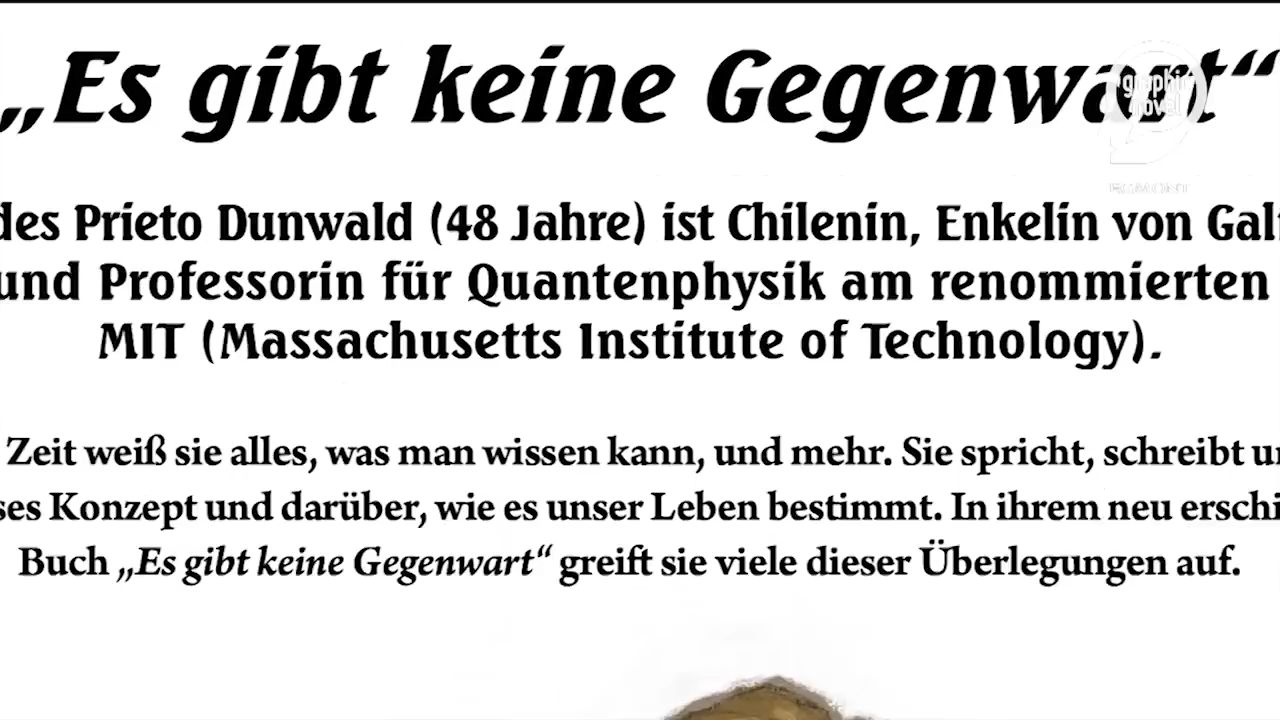 „Es gibt keine Gegenwart“
des Prieto Dunwald (48 Jahre) ist Chilenin, Enkelin von
und Professorin für Quantenphysik am renommierten
MIT (Massachusetts Institute of Technology).
Zeit weiß sie alles, was man wissen kann, und mehr. Sie spricht, schreibt
Konzept und darüber, wie es unser Leben bestimmt. In ihrem neu
Buch „Es gibt keine Gegenwart“ greift sie viele dieser Überlegungen auf.
graphic
novel
EGMONT